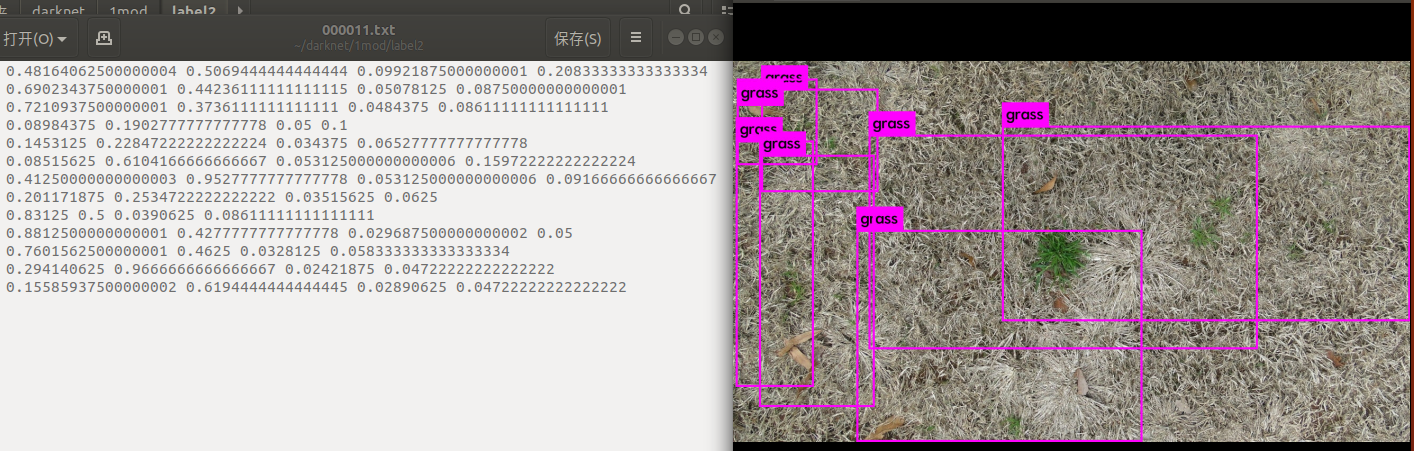 darknet 1mod label2
打开(O)
000011.txt
~/darknet/1mod/label2
保存(S)
0.48164062500000004 0.5069444444444444 0.09921875000000001 0.20833333333333334
0.6902343750000001 0.44236111111111115 0.05078125 0.08750000000000001
0.7210937500000001 0.3736111111111111 0.0484375 0.08611111111111111
0.08984375 0.1902777777777778 0.05 0.1
0.1453125 0.22847222222222224 0.034375 0.06527777777777778
0.08515625 0.61041666666666667 0.053125000000000006 0.15972222222222224
0.41250000000000003 0.9527777777777778 0.053125000000000006 0.09166666666666667
0.201171875 0.2534722222222222 0.03515625 0.0625
0.83125 0.5 0.0390625 0.08611111111111111
0.8812500000000001 0.4277777777777778 0.029687500000000002 0.05
0.7601562500000001 0.4625 0.0328125 0.058333333333333334
0.294140625 0.9666666666666667 0.02421875 0.04722222222222222
0.15585937500000002 0.6194444444444445 0.02890625 0.04722222222222222
grass
grass
grass
grass
grass
grass
grass